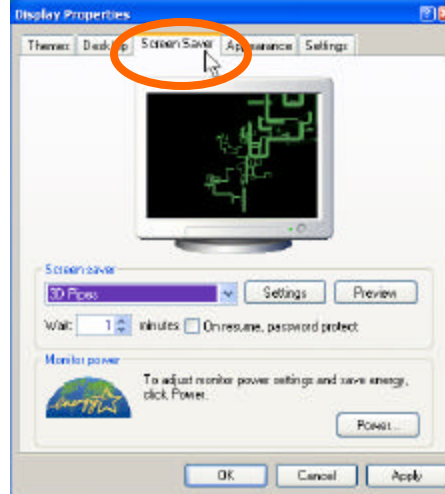 Display Properties
Themes Desktop Screen Saver Appearance Settings
Screen saver
3D Pipes Settings Preview
Wait: 1 minutes On resume, password protect
Monitor power
To adjust monitor power settings and save energy,
click Power.
energy
Power...
OK Cancel Apply